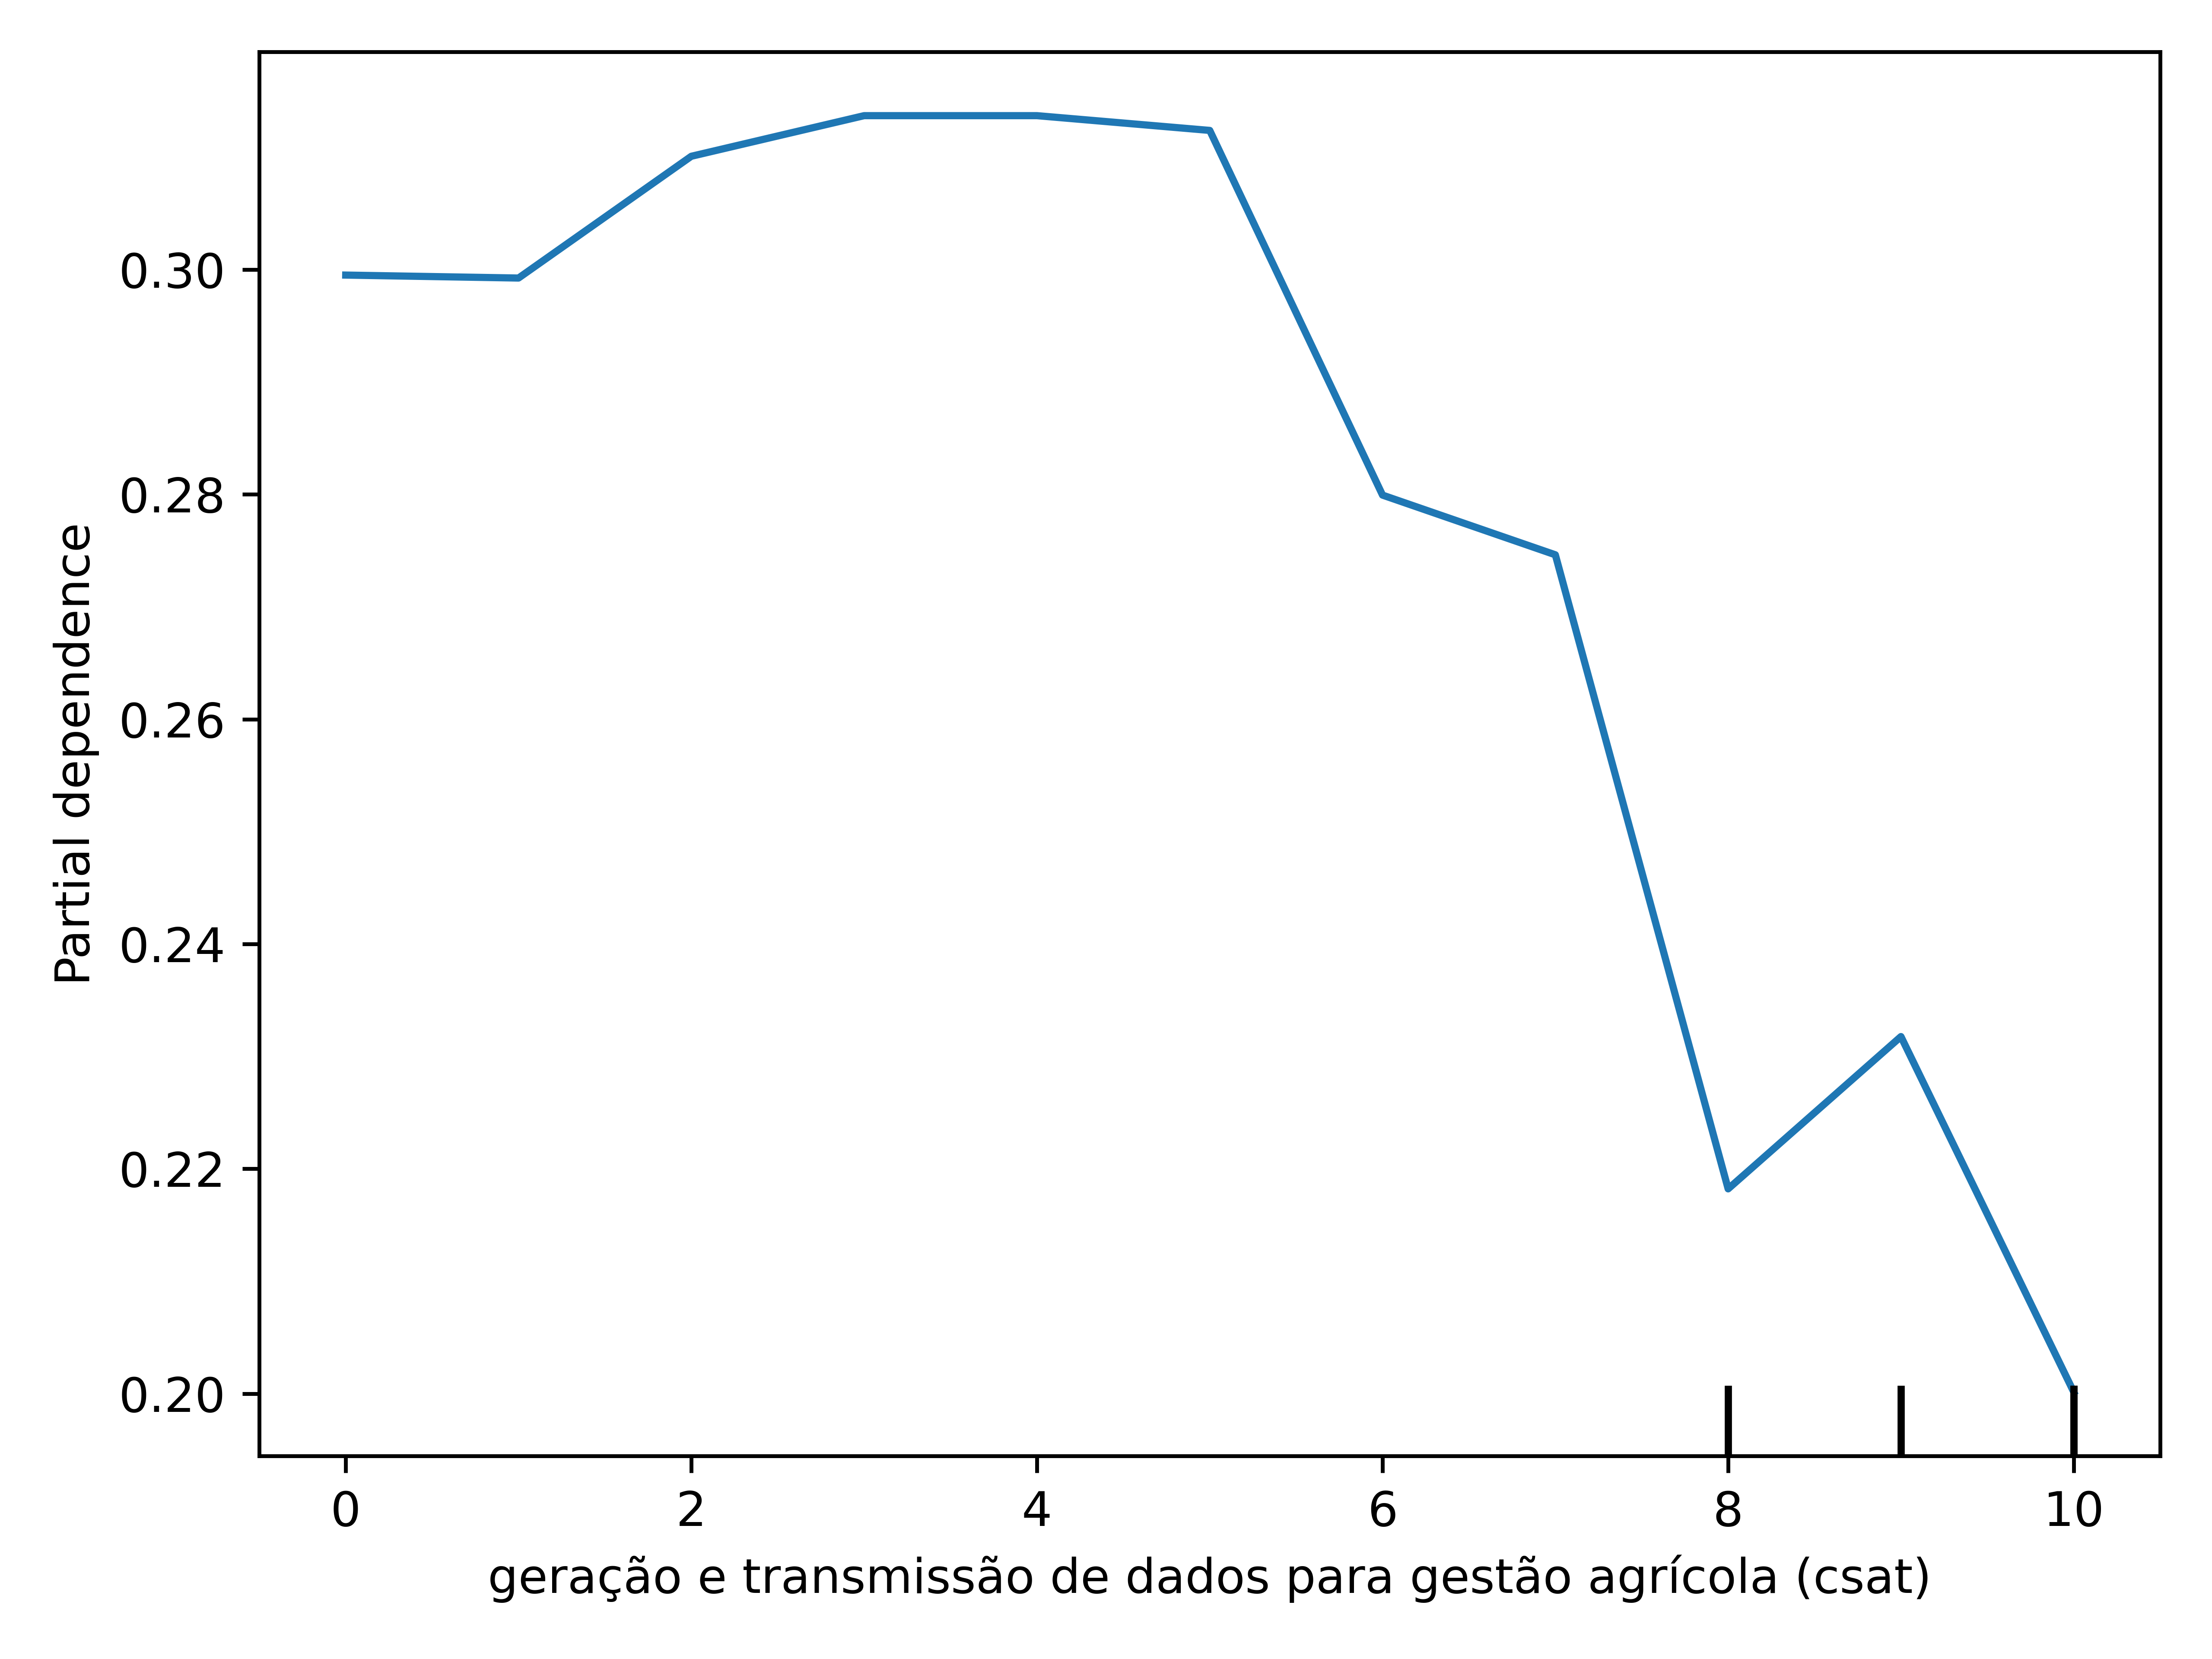 Partial dependence
0.30
0.28
0.26
0.24
0.22
0.20
0 2 4 6 8 10
geração e transmissão de dados para gestão agrícola (csat)